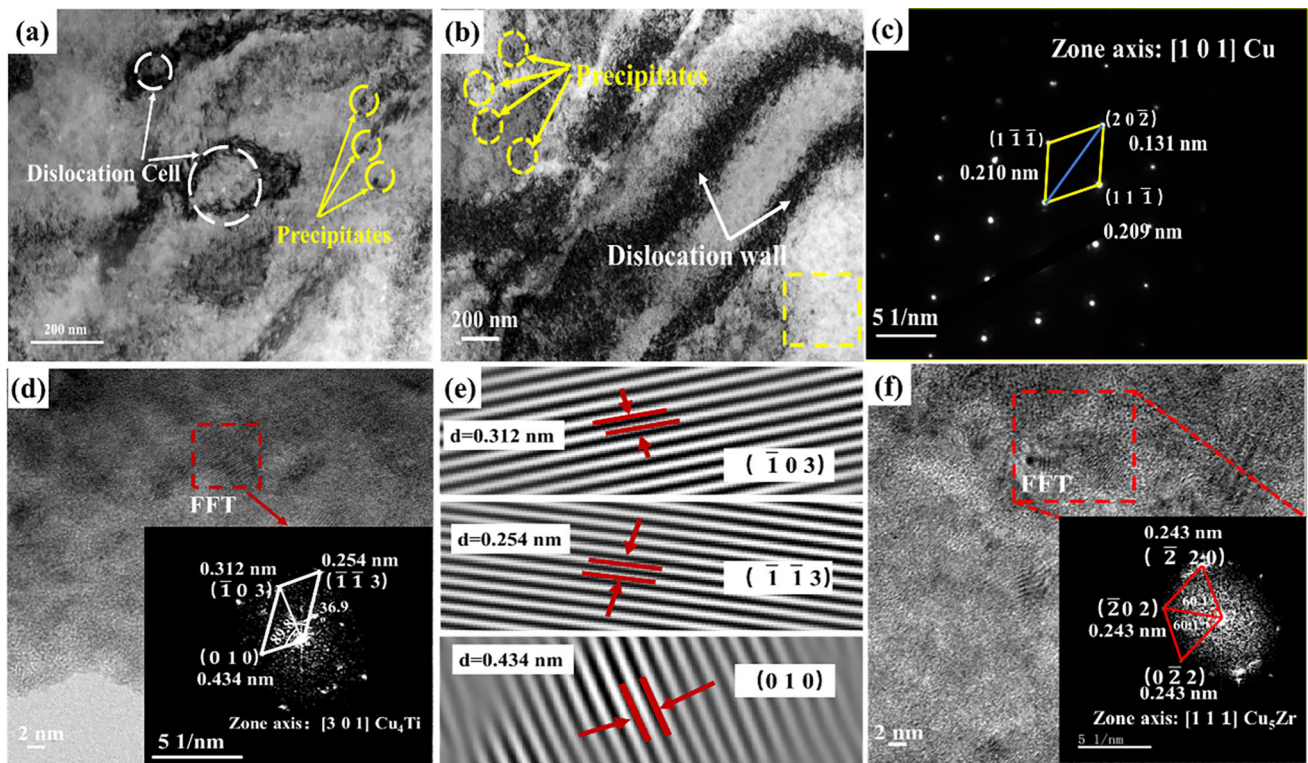 (a)
Dislocation Cell
Precipitates
200 nm
(b)
Precipitates
Dislocation wall
200 nm
(c)
Zone axis: [1 0 1] Cu
(2 0 2̄)
(1 1̄ 1̄)
0.131 nm
0.210 nm
(1 1 1̄)
0.209 nm
5 1/nm
(d)
FFT
0.312 nm
0.254 nm
(1̄ 0 3)
(1̄ 1̄ 3)
36.9
(0 1 0)
0.434 nm
Zone axis: [3 0 1] Cu₄Ti
2 nm
5 1/nm
(e)
d=0.312 nm
(1̄ 0 3)
d=0.254 nm
(1̄ 1̄ 3)
d=0.434 nm
(0 1 0)
(f)
FFT
0.243 nm
(2̄ 2 0)
(2̄ 0 2)
0.243 nm
(0 2̄ 2)
0.243 nm
Zone axis: [1 1 1] Cu₅Zr
2 nm
5 1/nm